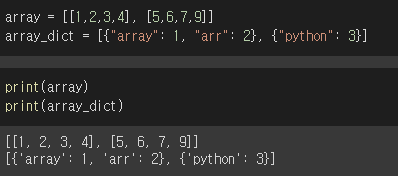 array = [[1,2,3,4], [5,6,7,9]]
array_dict = [{"array": 1, "arr": 2}, {"python": 3}]
print(array)
print(array_dict)
[[1, 2, 3, 4], [5, 6, 7, 9]]
[{'array': 1, 'arr': 2}, {'python': 3}]